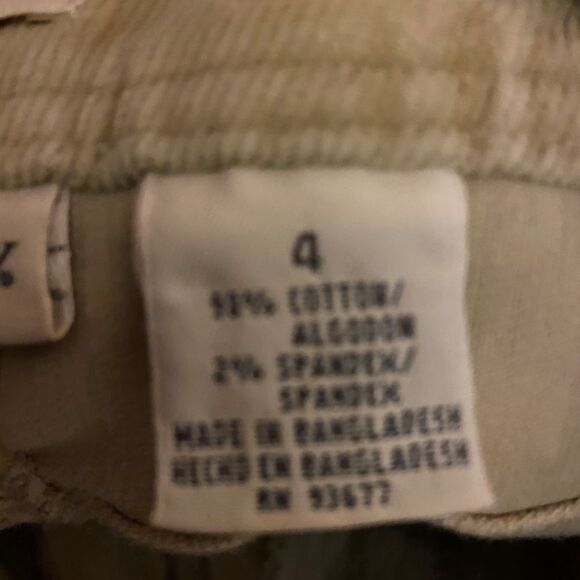 4
98% COTTON/
ALGODON
2% SPANDEX/
SPANDEX
MADE IN BANGLADESH
HECHO EN BANGLADESH
RN 93677